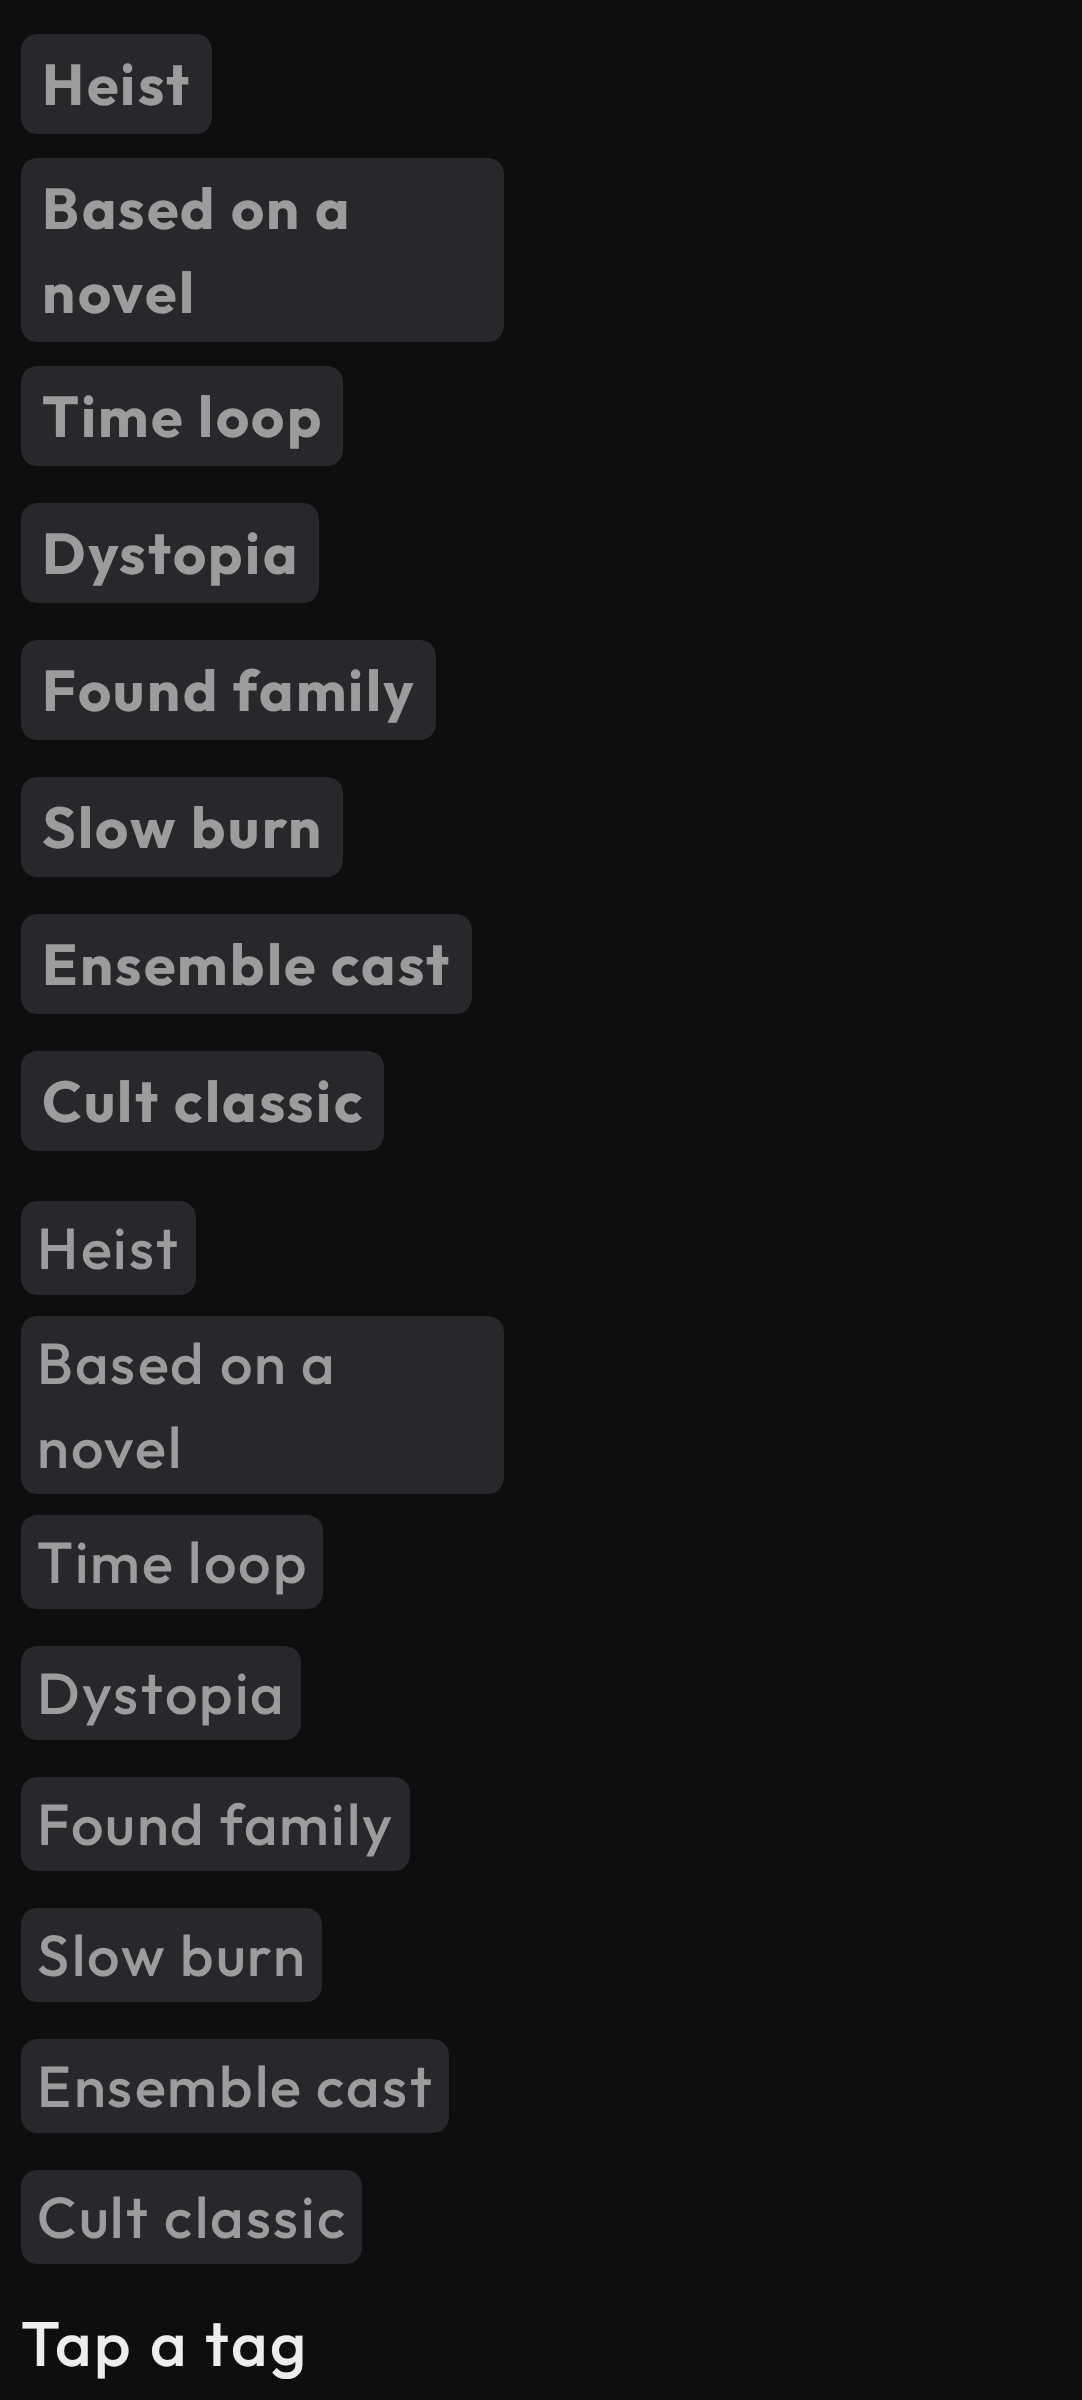 Heist
Based on a
novel
Time loop
Dystopia
Found family
Slow burn
Ensemble cast
Cult classic
Heist
Based on a
novel
Time loop
Dystopia
Found family
Slow burn
Ensemble cast
Cult classic
Tap a tag